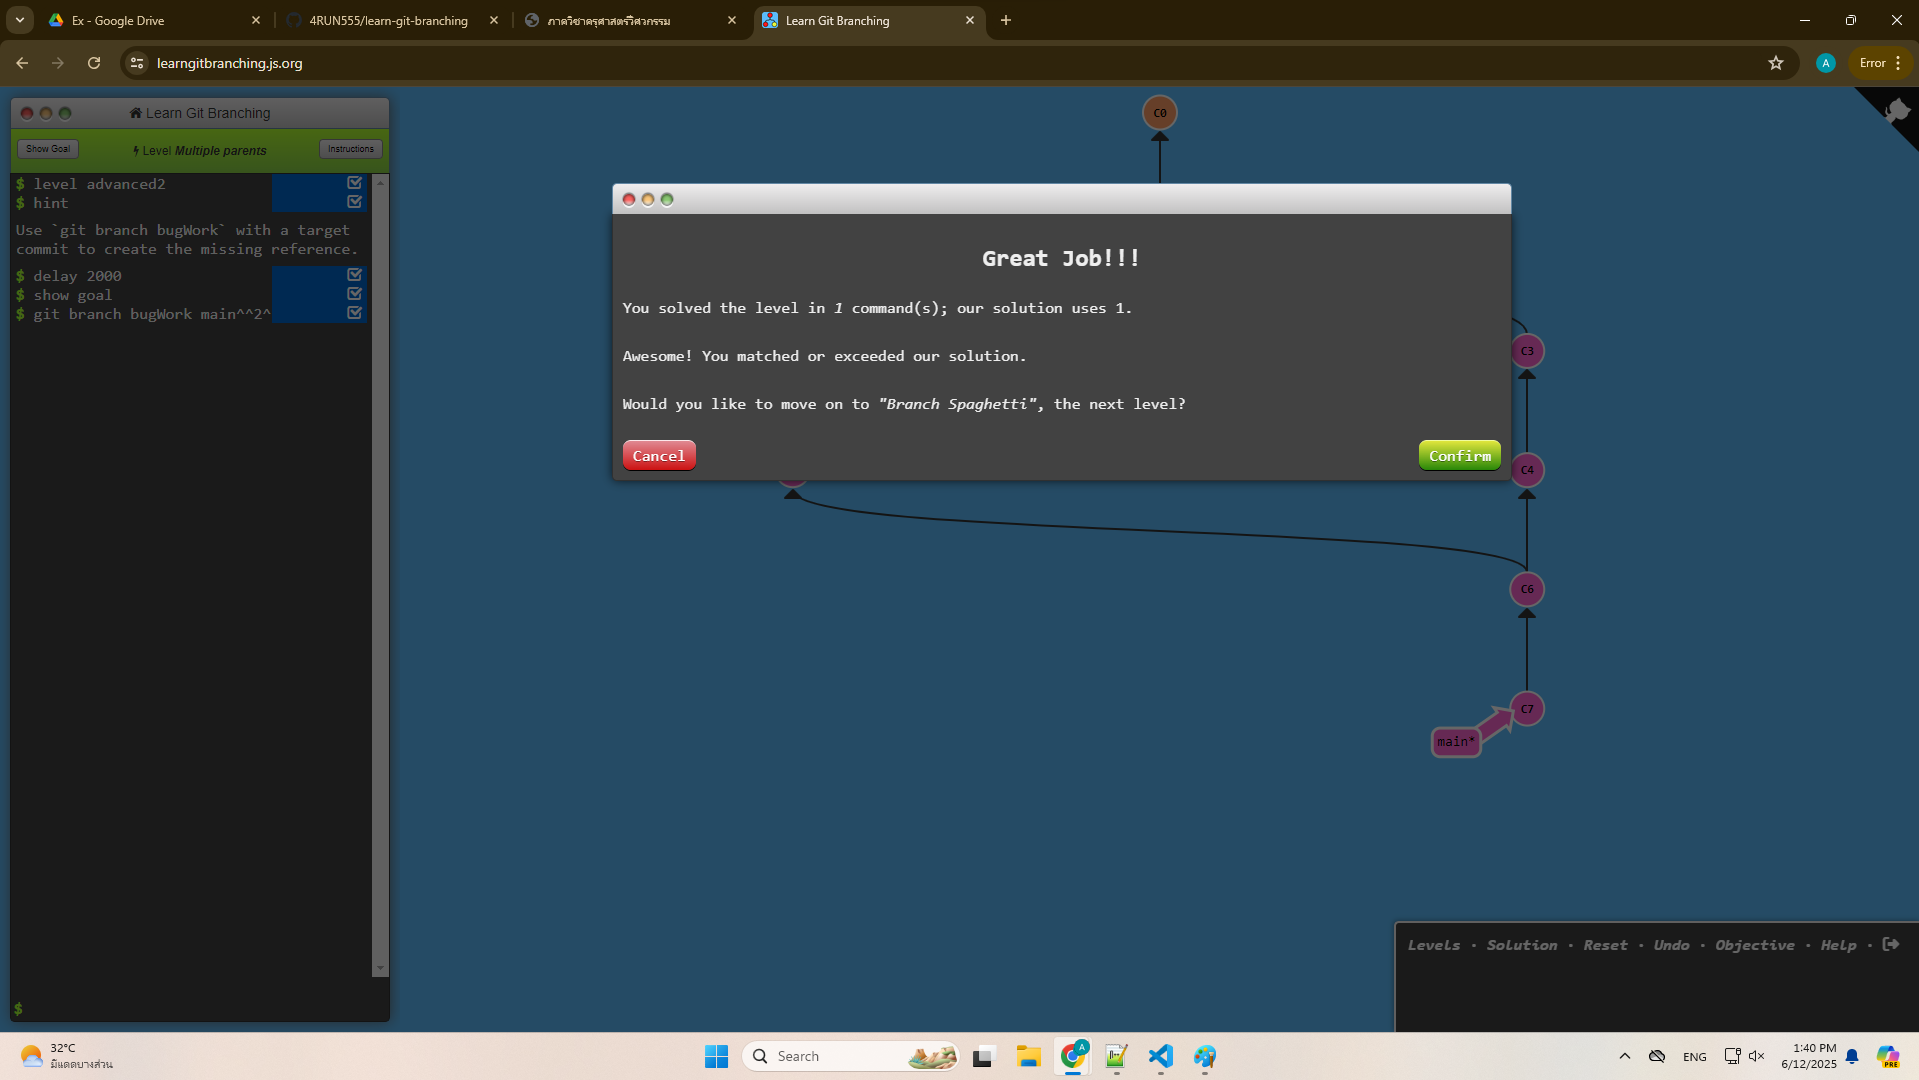 Ex - Google Drive
4RUN555/learn-git-branching
ภาควิชาครุศาสตร์วิศวกรรม
Learn Git Branching
learngitbranching.js.org
A
Error
Learn Git Branching
Show Goal
Level Multiple parents
Instructions
$ level advanced2
$ hint
Use `git branch bugWork` with a target
commit to create the missing reference.
$ delay 2000
$ show goal
$ git branch bugWork main^^2^
$
C0
Great Job!!!
You solved the level in 1 command(s); our solution uses 1.
Awesome! You matched or exceeded our solution.
Would you like to move on to "Branch Spaghetti", the next level?
Cancel
Confirm
C3
C4
C6
C7
main*
Levels · Solution · Reset · Undo · Objective · Help ·
32°C
มีแดดบางส่วน
Search
A
ENG
1:40 PM
6/12/2025
PRE